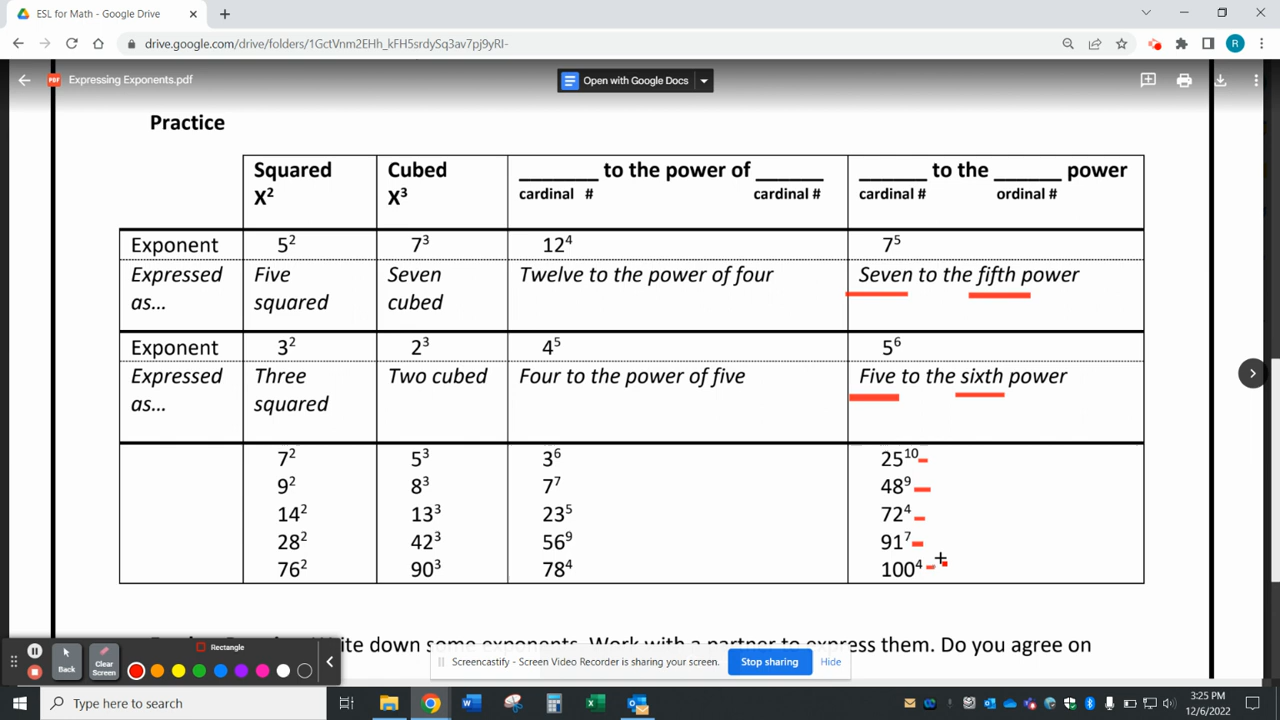 ESL for Math - Google Drive
drive.google.com/drive/folders/1GctVnm2EHh_kFH5srdySq3av7pj9yRI-
R
PDF Expressing Exponents.pdf
Open with Google Docs
Practice
Squared Cubed ______ to the power of ______ ______ to the ______ power
X² X³ cardinal # cardinal # cardinal # ordinal #
Exponent 5² 7³ 12⁴ 7⁵
Expressed Five Seven Twelve to the power of four Seven to the fifth power
as... squared cubed
Exponent 3² 2³ 4⁵ 5⁶
Expressed Three Two cubed Four to the power of five Five to the sixth power
as... squared
7² 5³ 3⁶ 25¹⁰
9² 8³ 7⁷ 48⁹
14² 13³ 23⁵ 72⁴
28² 42³ 56⁹ 91⁷
76² 90³ 78⁴ 100⁴
Write down some exponents. Work with a partner to express them. Do you agree on
Rectangle
Back
Clear
Screen
Screencastify - Screen Video Recorder is sharing your screen. Stop sharing Hide
Type here to search
3:25 PM
12/6/2022